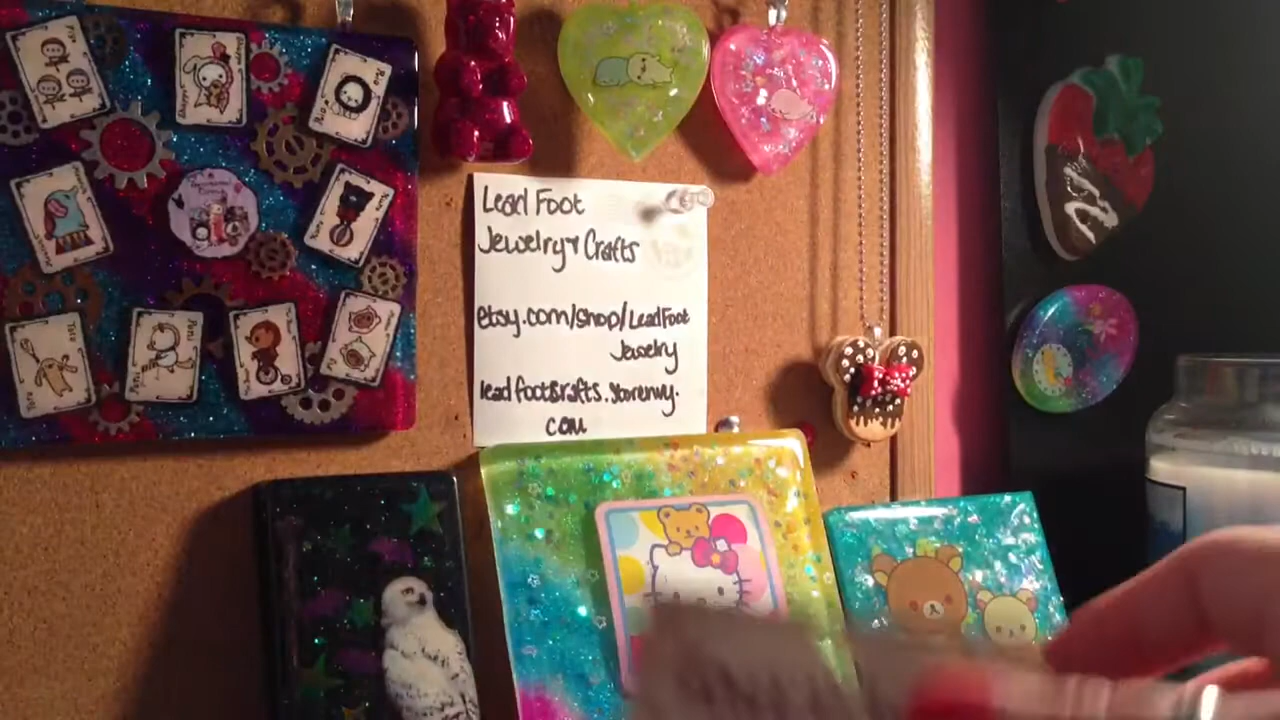 Lead Foot
Jewelry & Crafts
etsy.com/shop/LeadFoot
Jewelry
leadfootcrafts.storenvy.
com